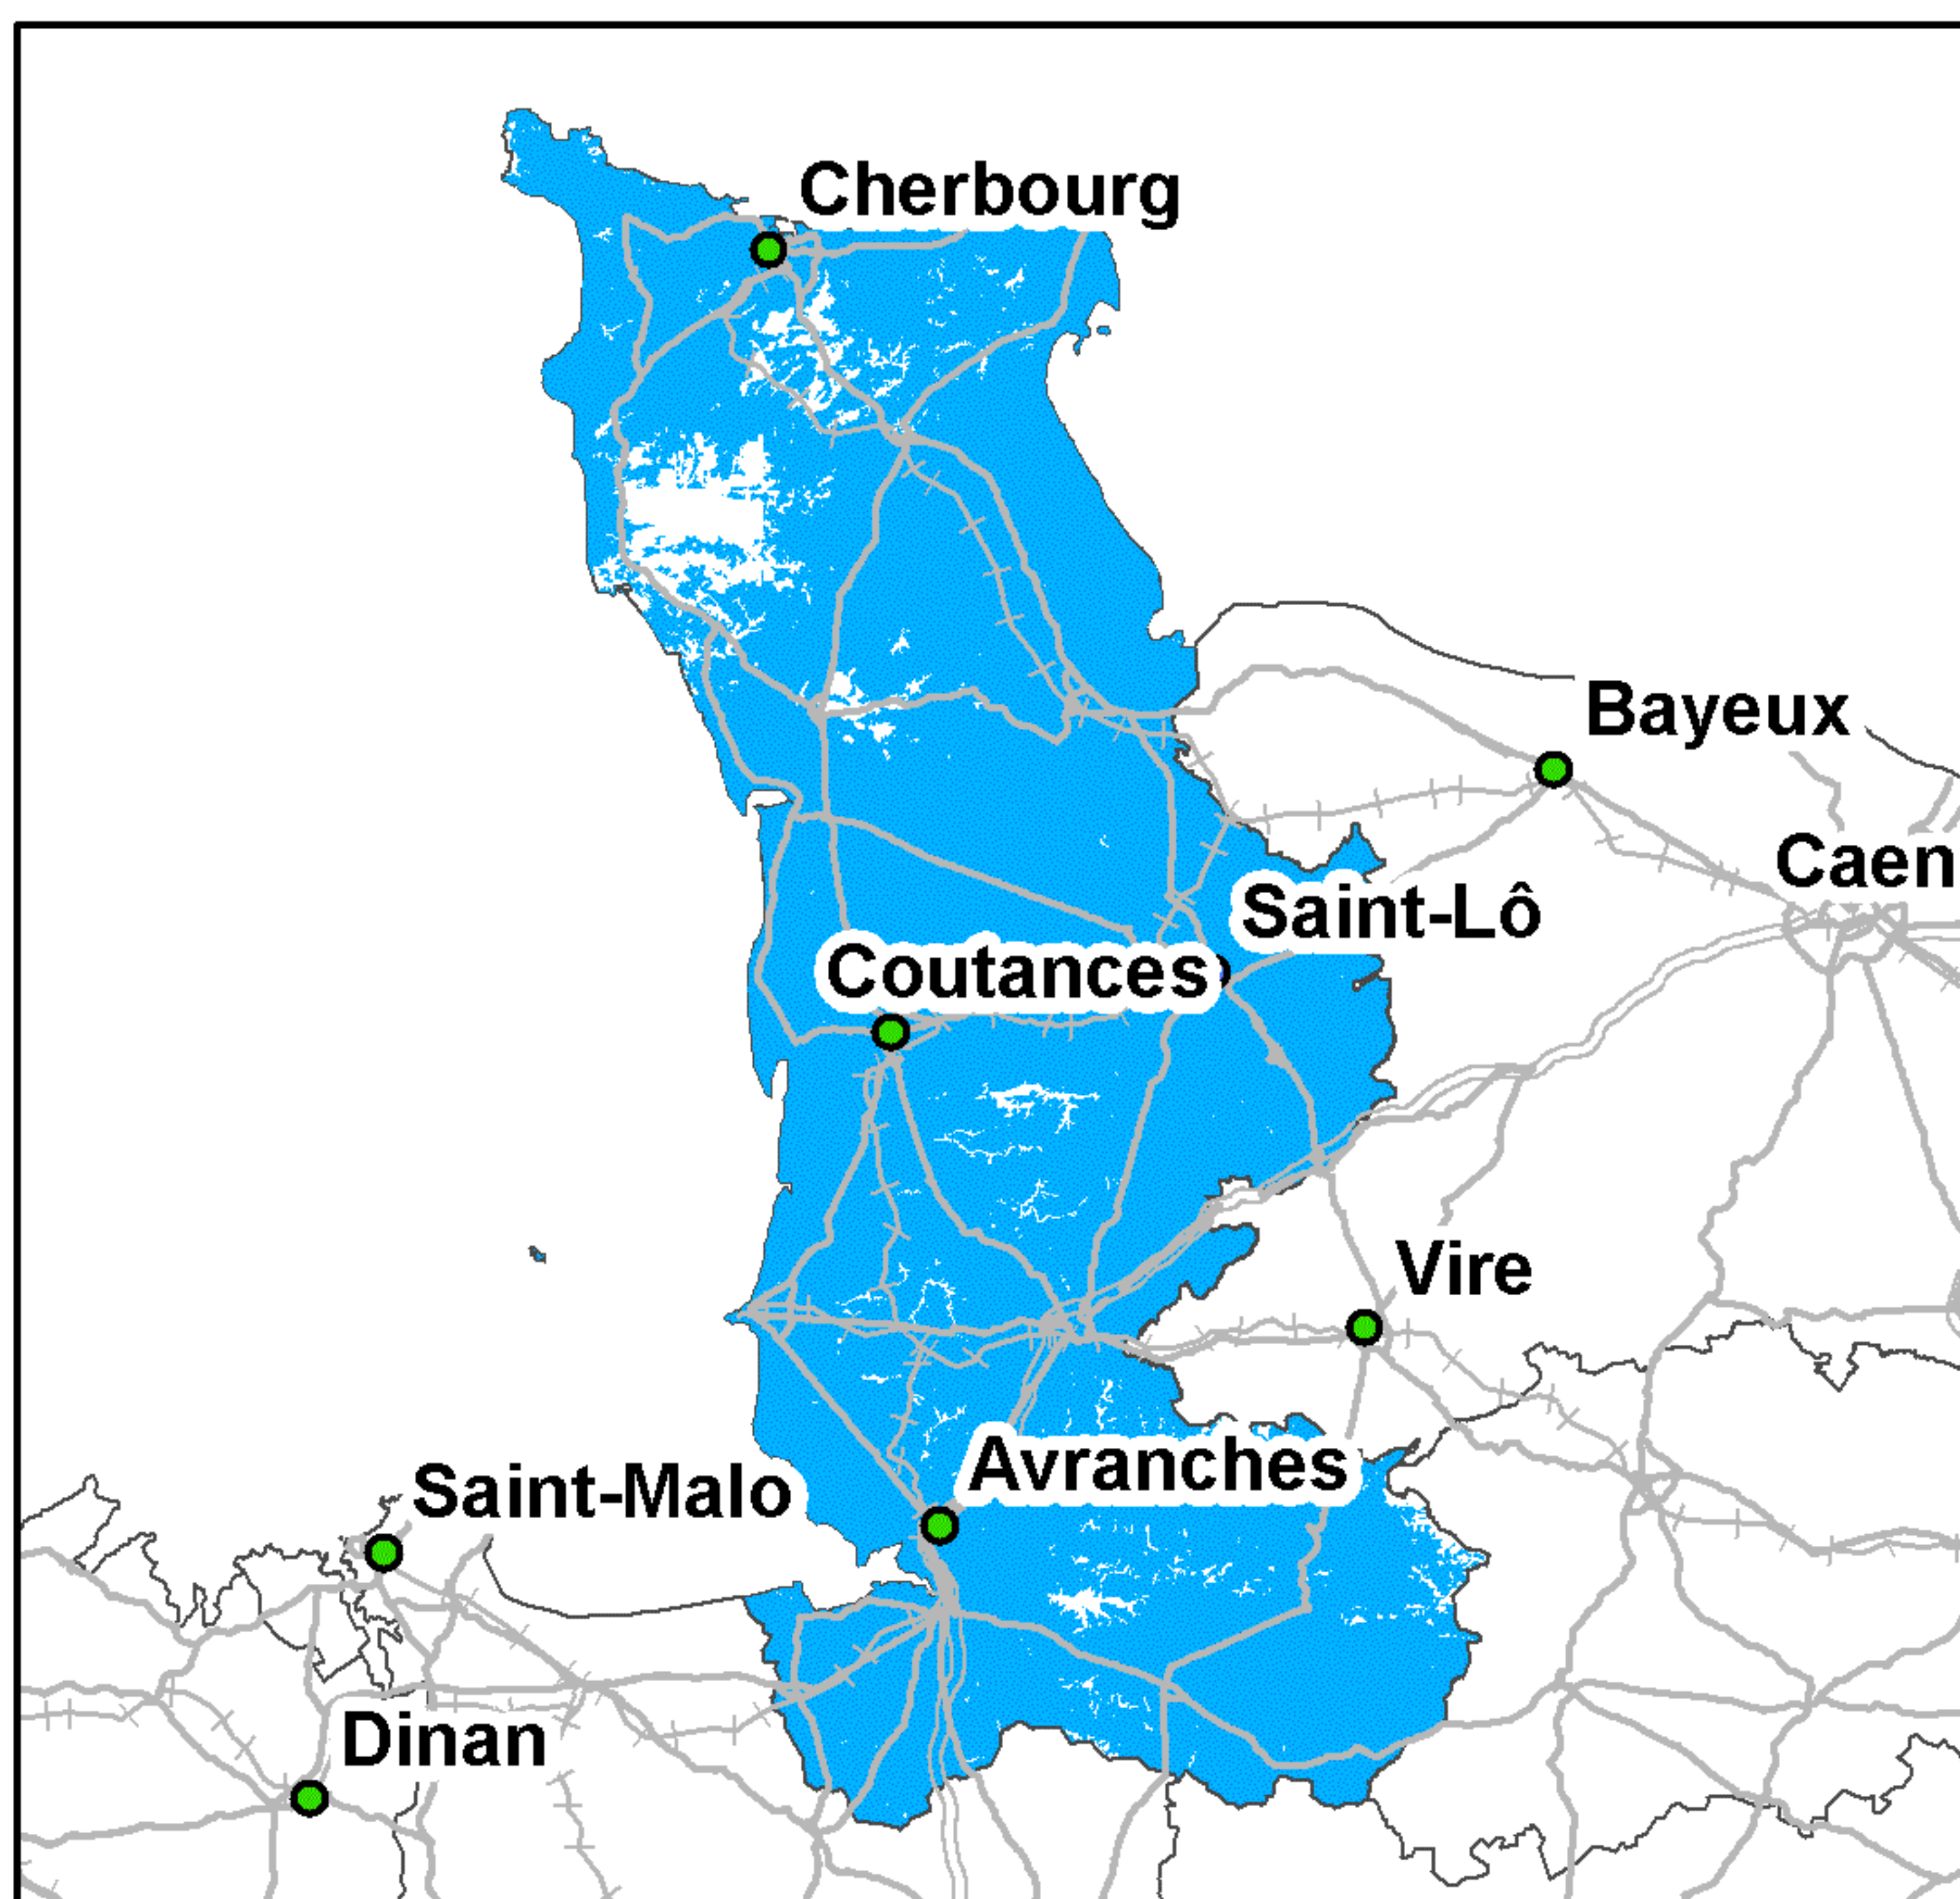 Cherbourg
Bayeux
Caen
Saint-Lô
Coutances
Vire
Avranches
Saint-Malo
Dinan